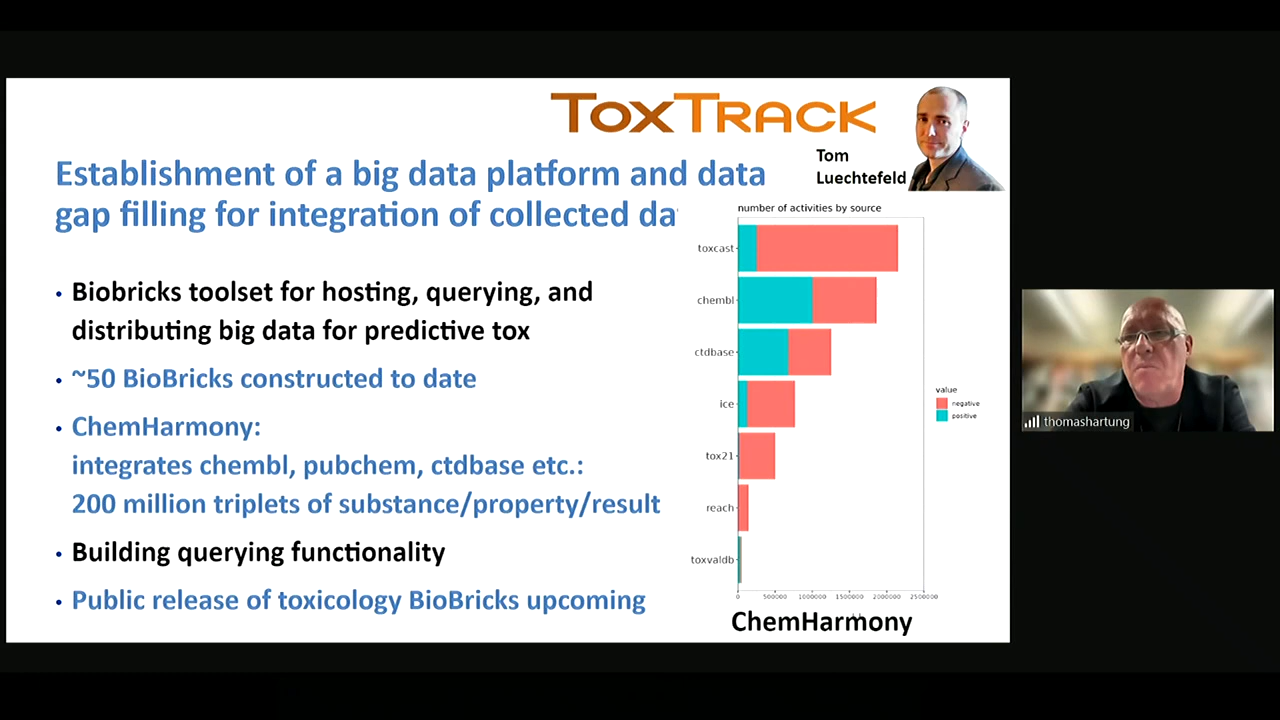 TOXTRACK
Tom
Luechtefeld
Establishment of a big data platform and data
gap filling for integration of collected da
• Biobricks toolset for hosting, querying, and
distributing big data for predictive tox
• ~50 BioBricks constructed to date
• ChemHarmony:
integrates chembl, pubchem, ctdbase etc.:
200 million triplets of substance/property/result
• Building querying functionality
• Public release of toxicology BioBricks upcoming
number of activities by source
toxcast
chembl
ctdbase
ice
tox21
reach
toxvaldb
0 500000 1000000 1500000 2000000 2500000
value
negative
positive
ChemHarmony
thomashartung